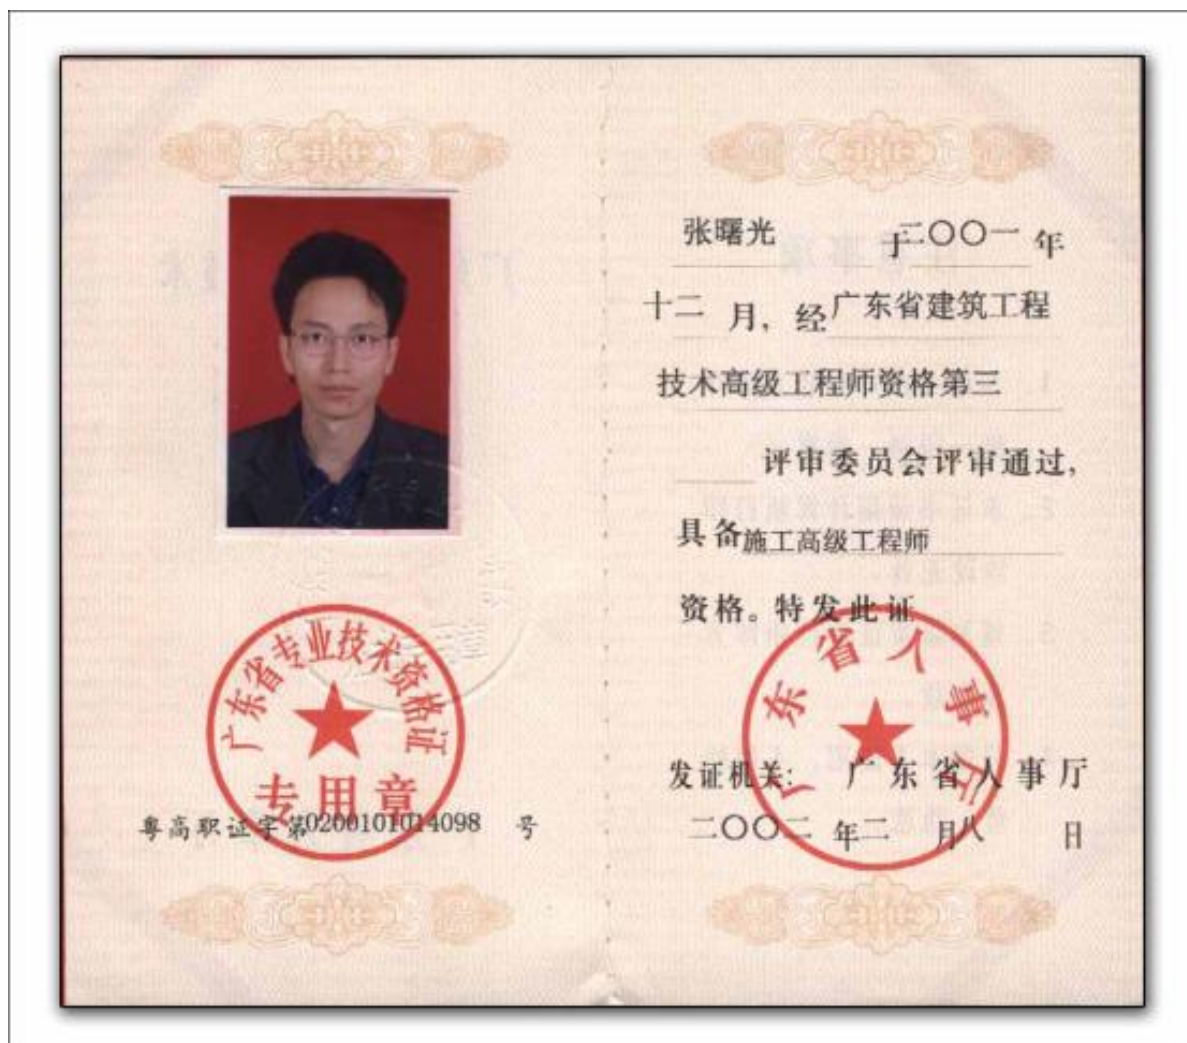 广东省专业技术资格证
专用章
粤高职证字第0200101014098 号
张曙光 于二〇〇一年
十二月，经广东省建筑工程
技术高级工程师资格第三
评审委员会评审通过，
具备施工高级工程师
资格。特发此证
广东省人事厅
发证机关：广东省人事厅
二〇〇二年二月八日